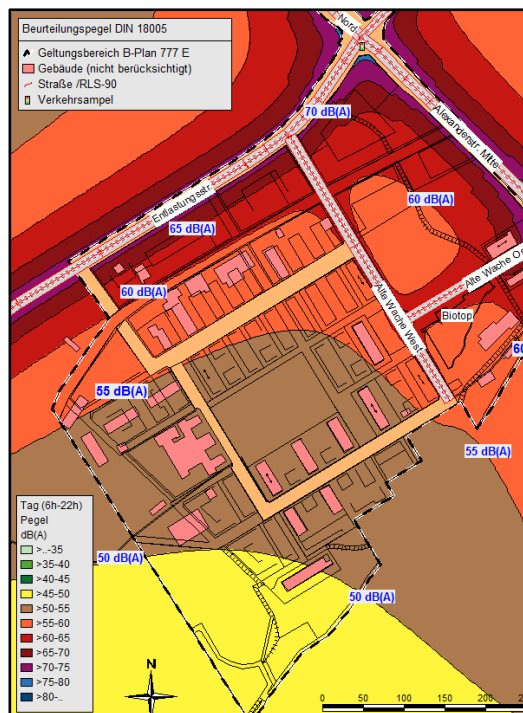 Beurteilungspegel DIN 18005
Geltungsbereich B-Plan 777 E
Gebäude (nicht berücksichtigt)
Straße /RLS-90
Verkehrsampel
Nord
70 dB(A)
Alexanderstr. Mitte
Entlastungsstr.
60 dB(A)
65 dB(A)
60 dB(A)
Alte Wache West
Biotop
60
55 dB(A)
55 dB(A)
Tag (6h-22h)
Pegel
dB(A)
>..-35
>35-40
>40-45
>45-50
>50-55
>55-60
>60-65
>65-70
>70-75
>75-80
>80-..
50 dB(A)
50 dB(A)
N
0 50 100 150 200